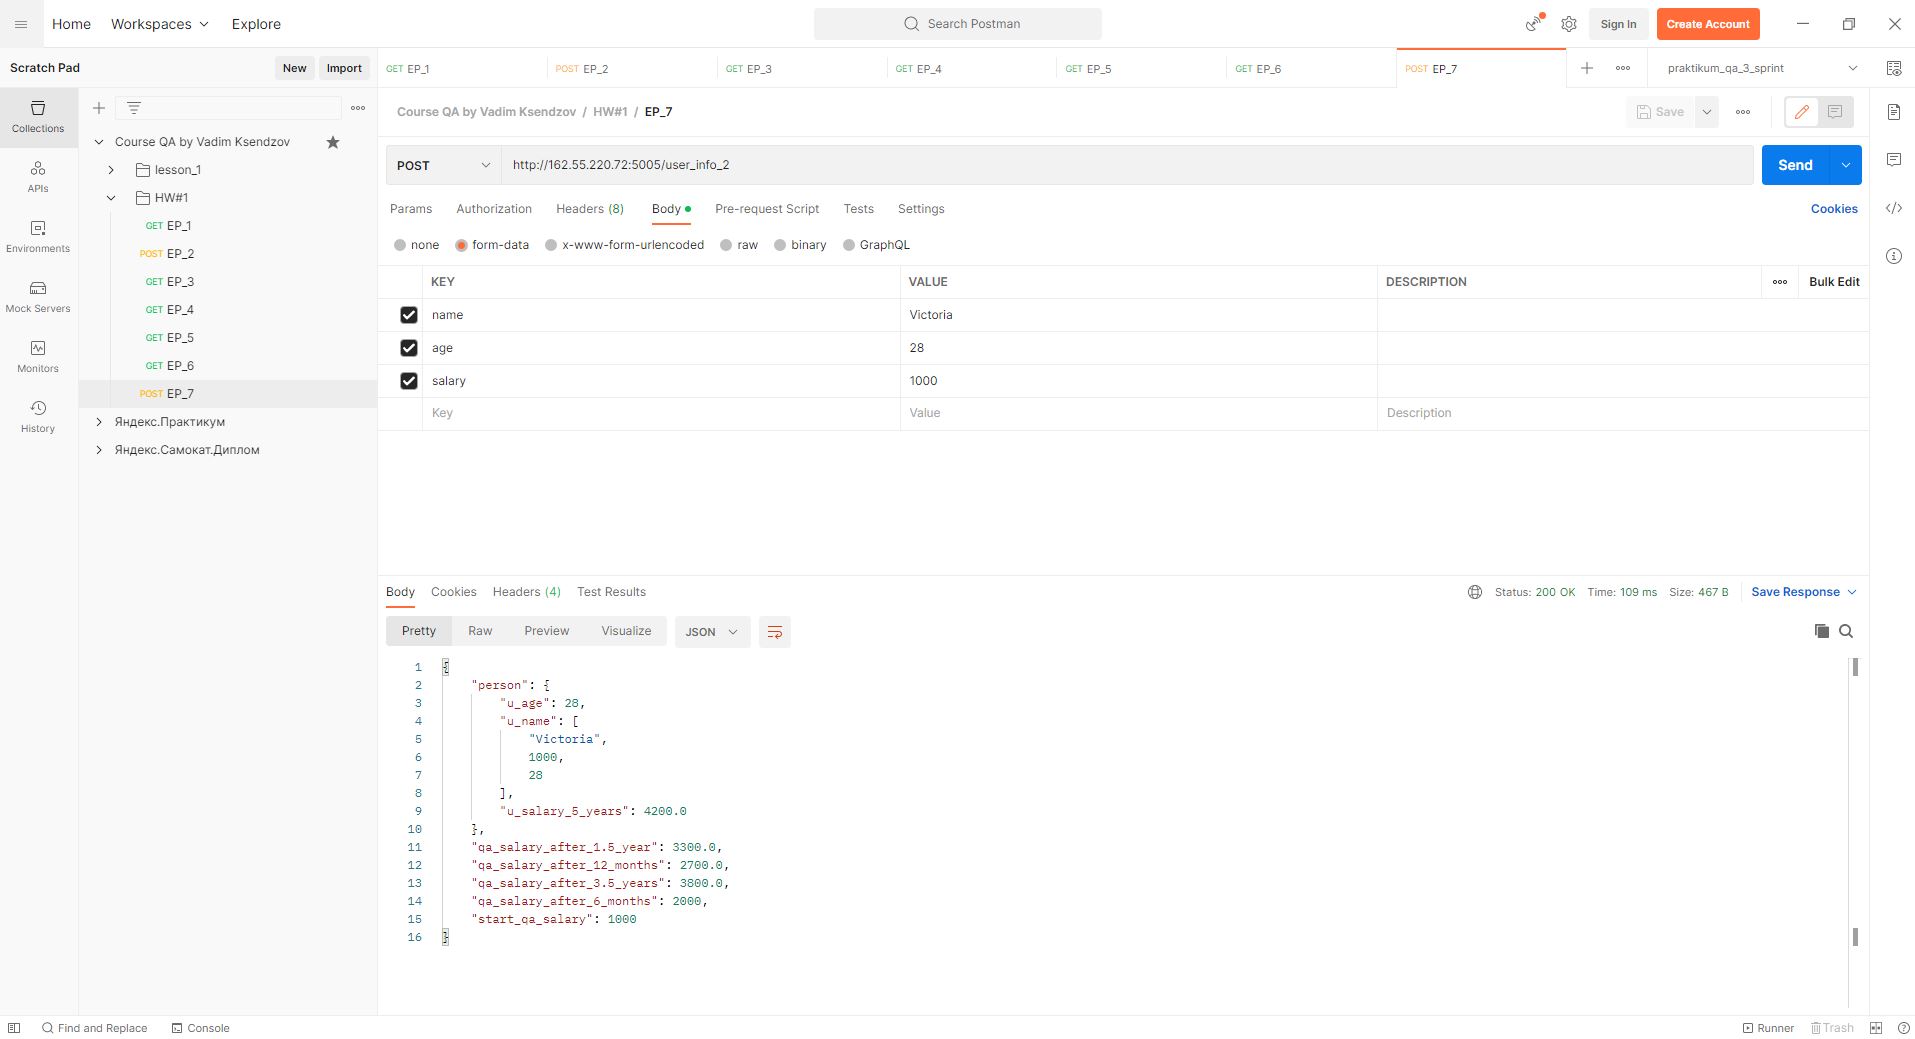 Home Workspaces Explore Search Postman Sign In Create Account
Scratch Pad New Import GET EP_1 POST EP_2 GET EP_3 GET EP_4 GET EP_5 GET EP_6 POST EP_7 praktikum_qa_3_sprint
Collections
APIs
Environments
Mock Servers
Monitors
History
Course QA by Vadim Ksendzov
lesson_1
HW#1
GET EP_1
POST EP_2
GET EP_3
GET EP_4
GET EP_5
GET EP_6
POST EP_7
Яндекс.Практикум
Яндекс.Самокат.Диплом
Course QA by Vadim Ksendzov / HW#1 / EP_7 Save
POST http://162.55.220.72:5005/user_info_2 Send
Params Authorization Headers (8) Body Pre-request Script Tests Settings Cookies
none form-data x-www-form-urlencoded raw binary GraphQL
KEY VALUE DESCRIPTION Bulk Edit
name Victoria
age 28
salary 1000
Key Value Description
Body Cookies Headers (4) Test Results Status: 200 OK Time: 109 ms Size: 467 B Save Response
Pretty Raw Preview Visualize JSON
1 {
2 "person": {
3 "u_age": 28,
4 "u_name": [
5 "Victoria",
6 1000,
7 28
8 ],
9 "u_salary_5_years": 4200.0
10 },
11 "qa_salary_after_1.5_year": 3300.0,
12 "qa_salary_after_12_months": 2700.0,
13 "qa_salary_after_3.5_years": 3800.0,
14 "qa_salary_after_6_months": 2000,
15 "start_qa_salary": 1000
16 }
Find and Replace Console Runner Trash